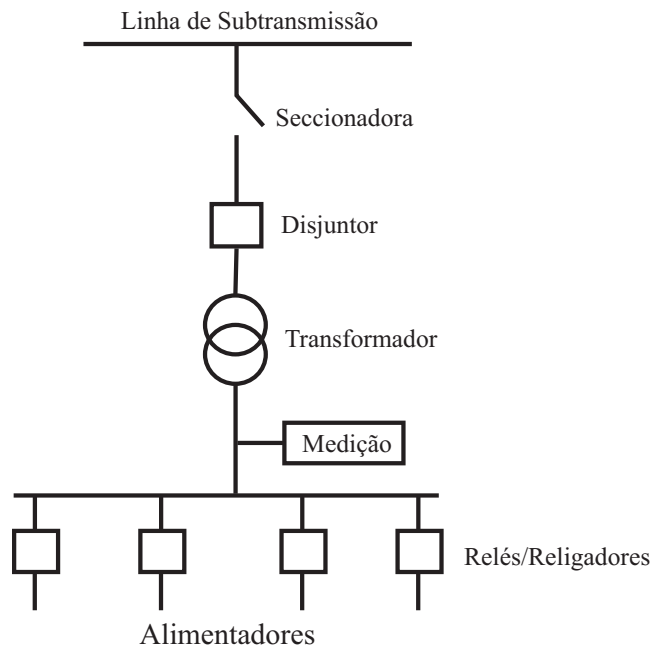 Linha de Subtransmissão
Seccionadora
Disjuntor
Transformador
Medição
Relés/Religadores
Alimentadores